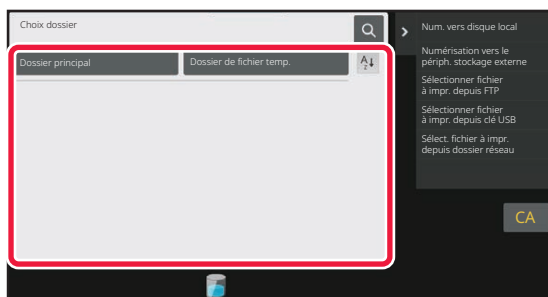 Choix dossier
Dossier principal
Dossier de fichier temp.
A
Z
Num. vers disque local
Numérisation vers le
périph. stockage externe
Sélectionner fichier
à impr. depuis FTP
Sélectionner fichier
à impr. depuis clé USB
Sélect. fichier à impr.
depuis dossier réseau
CA